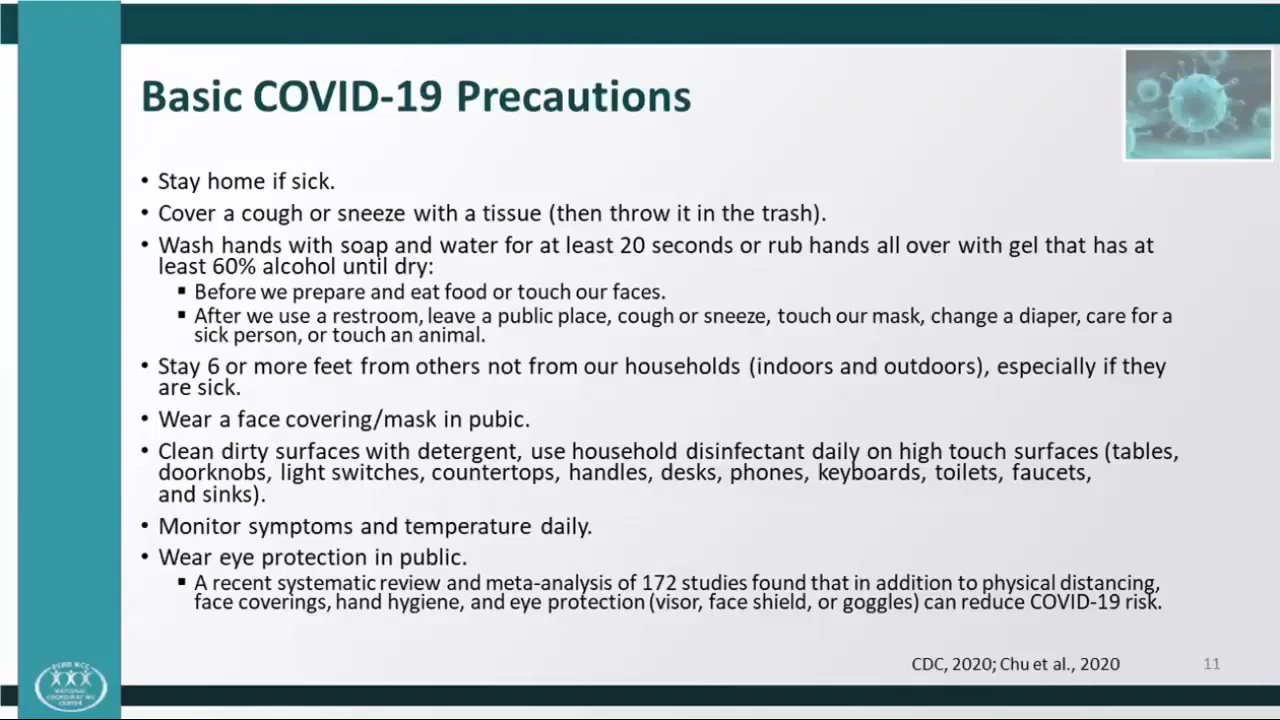 Basic COVID-19 Precautions
• Stay home if sick.
• Cover a cough or sneeze with a tissue (then throw it in the trash).
• Wash hands with soap and water for at least 20 seconds or rub hands all over with gel that has at
least 60% alcohol until dry:
▪ Before we prepare and eat food or touch our faces.
▪ After we use a restroom, leave a public place, cough or sneeze, touch our mask, change a diaper, care for a
sick person, or touch an animal.
• Stay 6 or more feet from others not from our households (indoors and outdoors), especially if they
are sick.
• Wear a face covering/mask in pubic.
• Clean dirty surfaces with detergent, use household disinfectant daily on high touch surfaces (tables,
doorknobs, light switches, countertops, handles, desks, phones, keyboards, toilets, faucets,
and sinks).
• Monitor symptoms and temperature daily.
• Wear eye protection in public.
▪ A recent systematic review and meta-analysis of 172 studies found that in addition to physical distancing,
face coverings, hand hygiene, and eye protection (visor, face shield, or goggles) can reduce COVID-19 risk.
CDC, 2020; Chu et al., 2020
11
NATIONAL
COORDINATING
CENTER